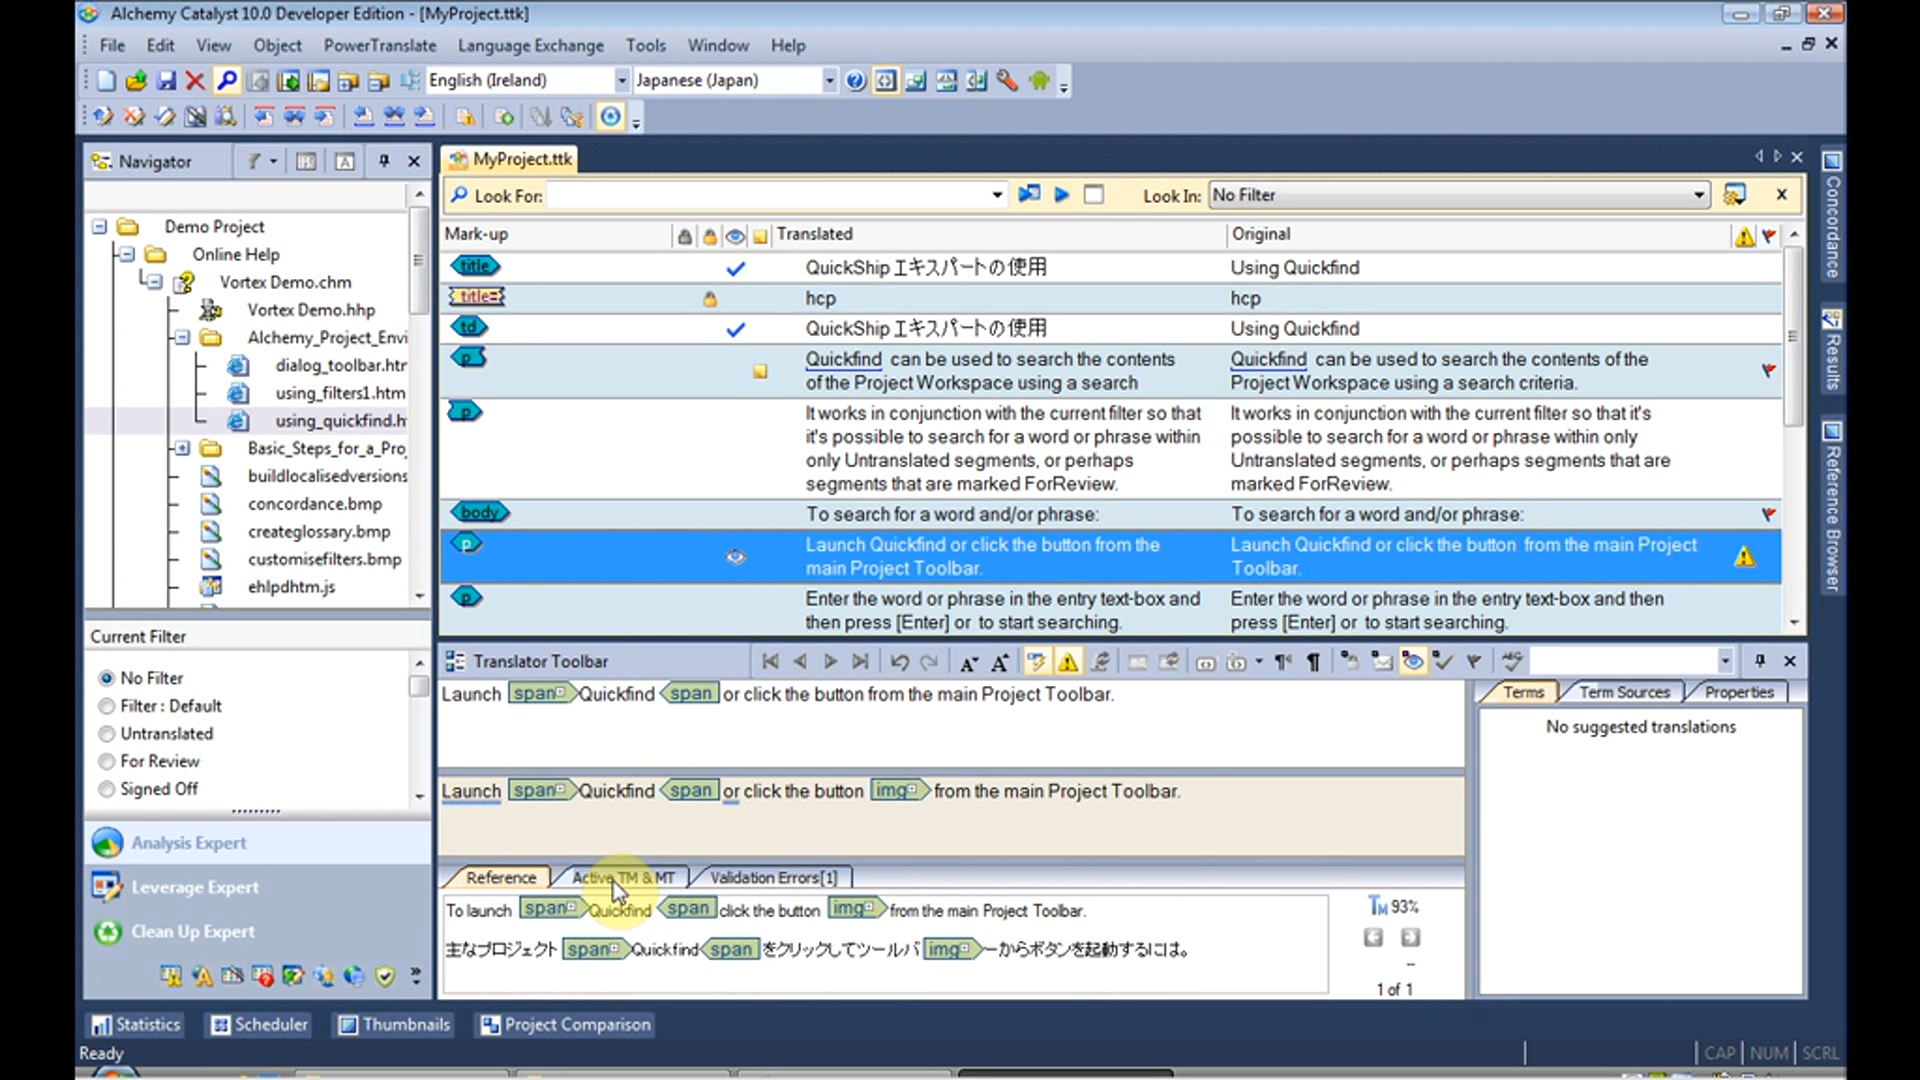 Alchemy Catalyst 10.0 Developer Edition - [MyProject.ttk]
File Edit View Object PowerTranslate Language Exchange Tools Window Help
English (Ireland) Japanese (Japan)
Navigator
Demo Project
Online Help
Vortex Demo.chm
Vortex Demo.hhp
Alchemy_Project_Envi
dialog_toolbar.htr
using_filters1.htm
using_quickfind.h
Basic_Steps_for_a_Pro
buildlocalisedversions
concordance.bmp
createglossary.bmp
customisefilters.bmp
ehlpdhtm.js
Current Filter
No Filter
Filter : Default
Untranslated
For Review
Signed Off
Analysis Expert
Leverage Expert
Clean Up Expert
MyProject.ttk
Look For:
Look In: No Filter
Mark-up Translated Original
title QuickShip エキスパートの使用 Using Quickfind
title= hcp hcp
td QuickShip エキスパートの使用 Using Quickfind
p Quickfind can be used to search the contents Quickfind can be used to search the contents of the
of the Project Workspace using a search Project Workspace using a search criteria.
p It works in conjunction with the current filter so that It works in conjunction with the current filter so that it's
it's possible to search for a word or phrase within possible to search for a word or phrase within only
only Untranslated segments, or perhaps Untranslated segments, or perhaps segments that are
segments that are marked ForReview. marked ForReview.
body To search for a word and/or phrase: To search for a word and/or phrase:
p Launch Quickfind or click the button from the Launch Quickfind or click the button from the main Project
main Project Toolbar. Toolbar.
p Enter the word or phrase in the entry text-box and Enter the word or phrase in the entry text-box and then
then press [Enter] or to start searching. press [Enter] or to start searching.
Translator Toolbar
Launch span Quickfind span or click the button from the main Project Toolbar.
Launch span Quickfind span or click the button img from the main Project Toolbar.
Reference Active TM & MT Validation Errors[1]
To launch span Quickfind span click the button img from the main Project Toolbar.
主なプロジェクト span Quickfind span をクリックしてツールバ img ーからボタンを起動するには。
TM 93%
--
1 of 1
Terms Term Sources Properties
No suggested translations
Concordance
Results
Reference Browser
Statistics Scheduler Thumbnails Project Comparison
Ready
CAP NUM SCRL